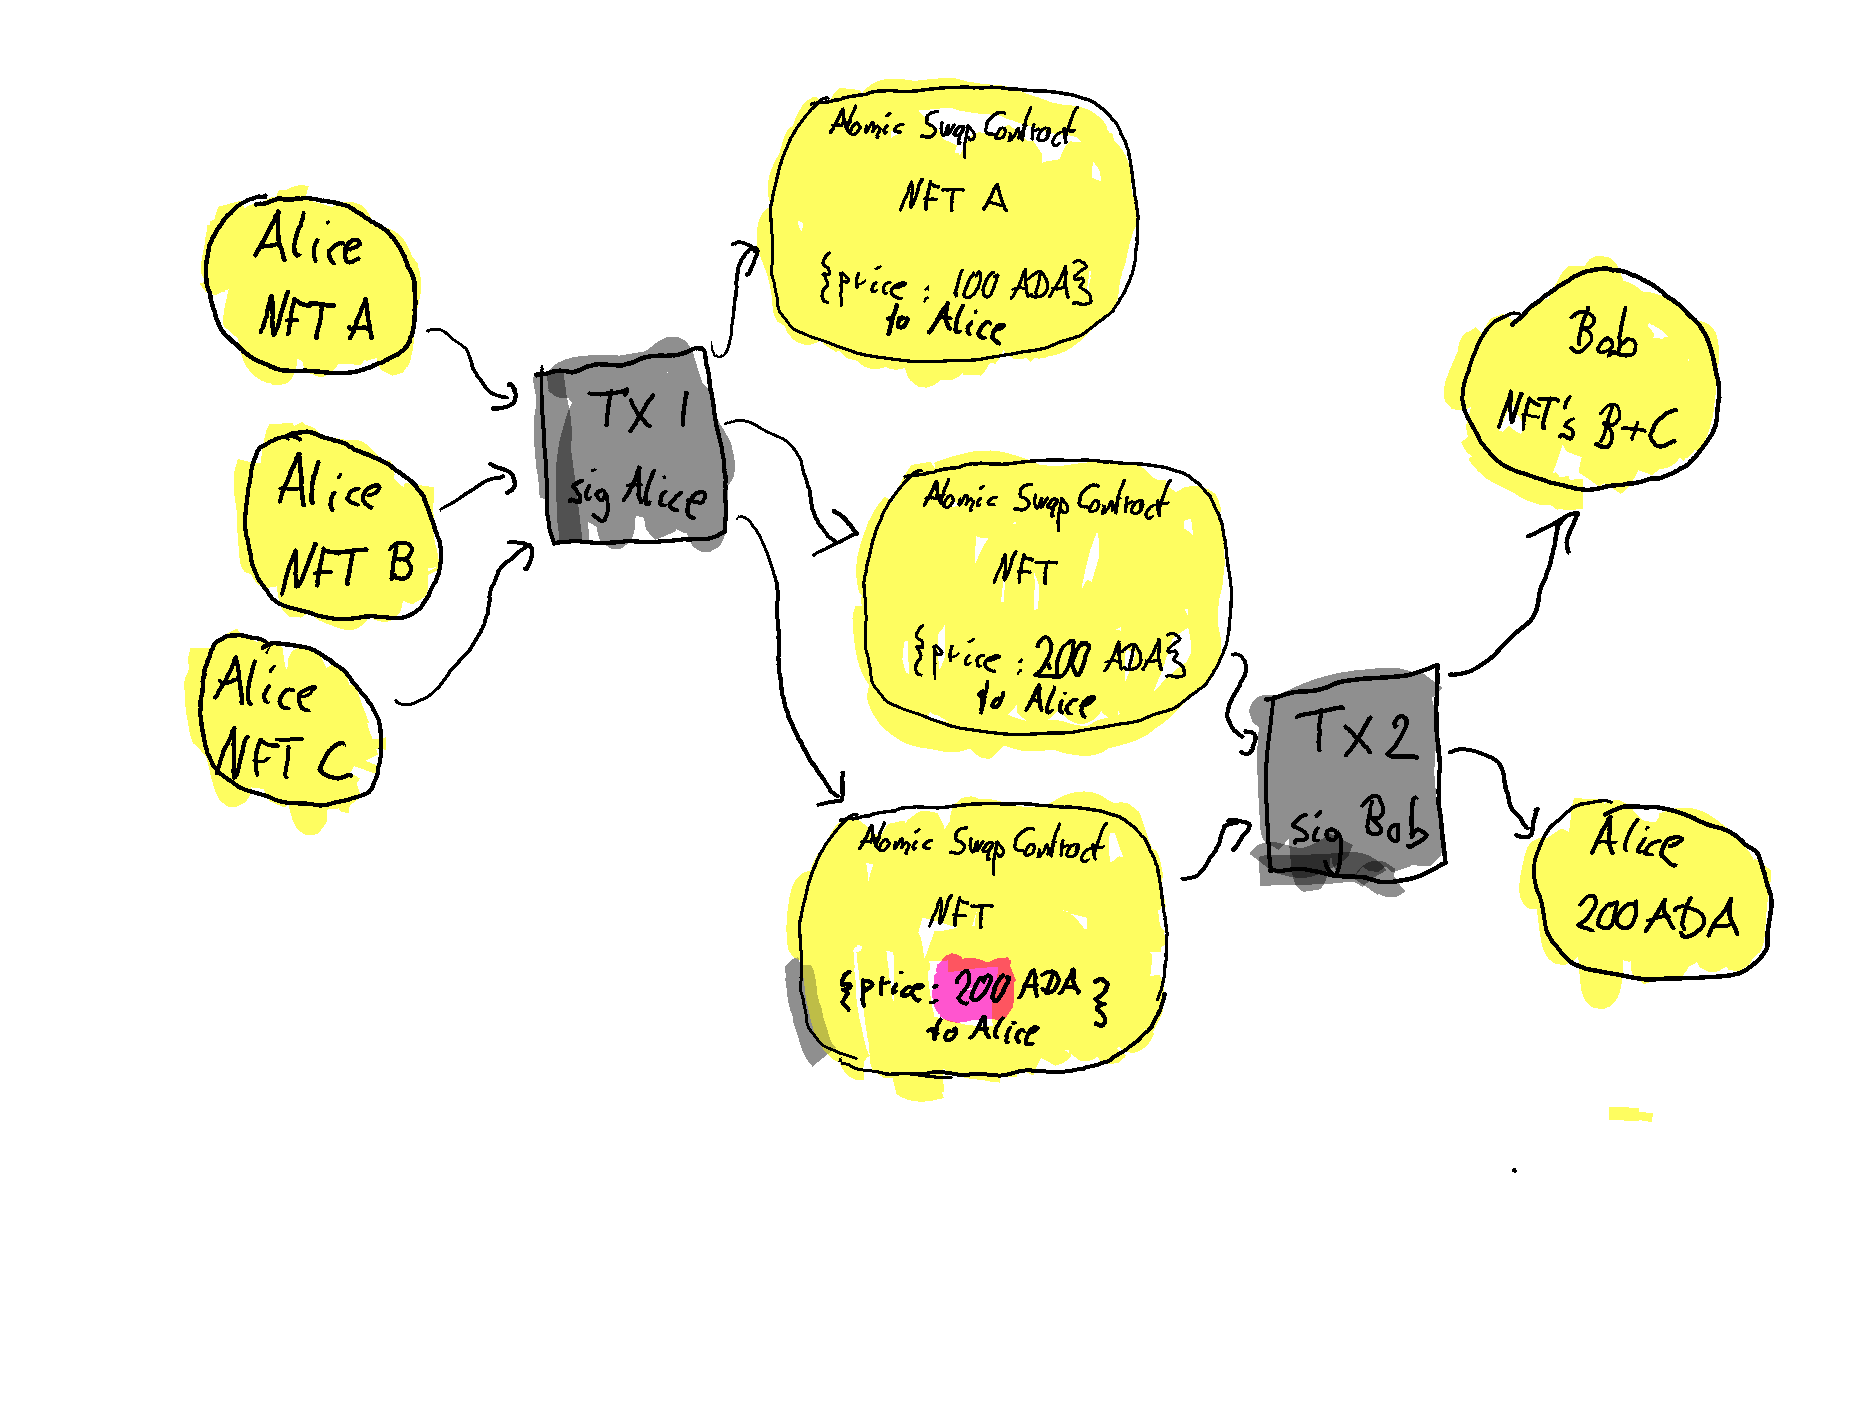 Alice
NFT A
Alice
NFT B
Alice
NFT C
TX 1
sig Alice
Atomic Swap Contract
NFT A
{price : 100 ADA}
to Alice
Atomic Swap Contract
NFT
{price : 200 ADA}
to Alice
Atomic Swap Contract
NFT
{price: 200 ADA}
to Alice
TX2
sig Bob
Bob
NFT's B+C
Alice
200 ADA